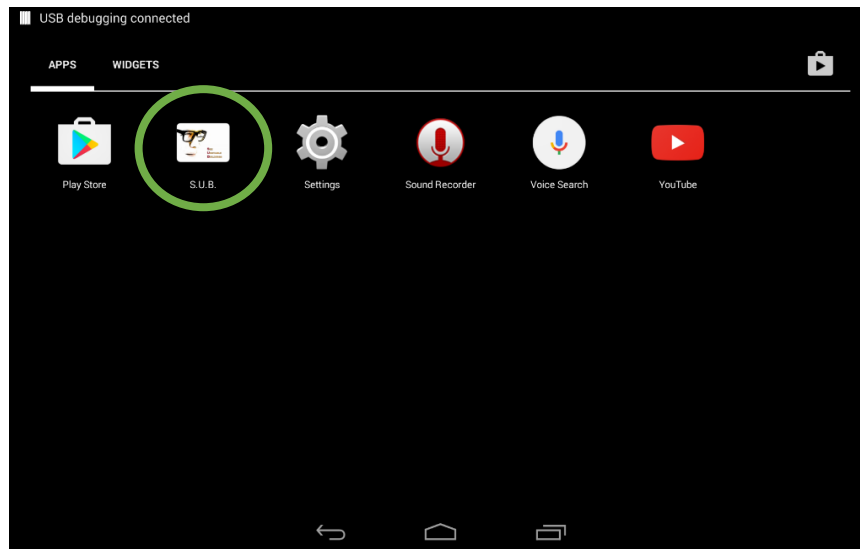 USB debugging connected
APPS WIDGETS
Play Store S.U.B. Settings Sound Recorder Voice Search YouTube